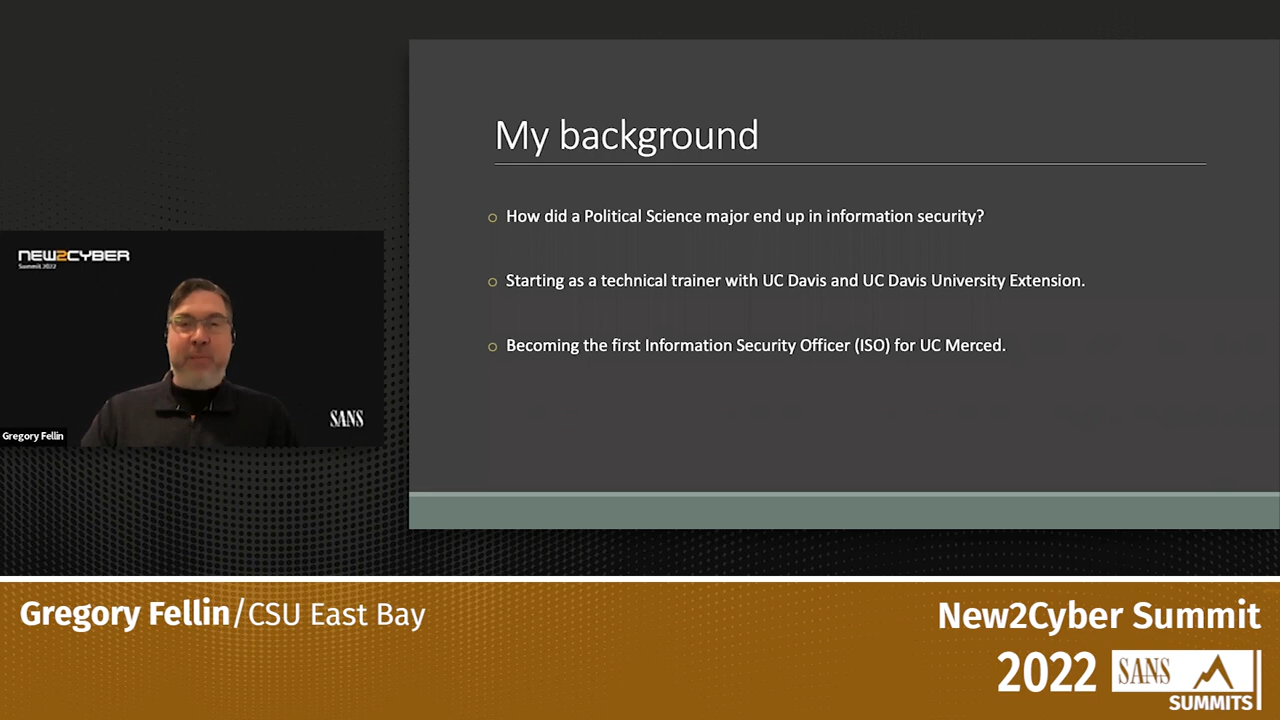 My background
How did a Political Science major end up in information security?
Starting as a technical trainer with UC Davis and UC Davis University Extension.
Becoming the first Information Security Officer (ISO) for UC Merced.
NEW2CYBER
Summit 2022
SANS
Gregory Fellin
Gregory Fellin/CSU East Bay
New2Cyber Summit
2022 SANS
SUMMITS